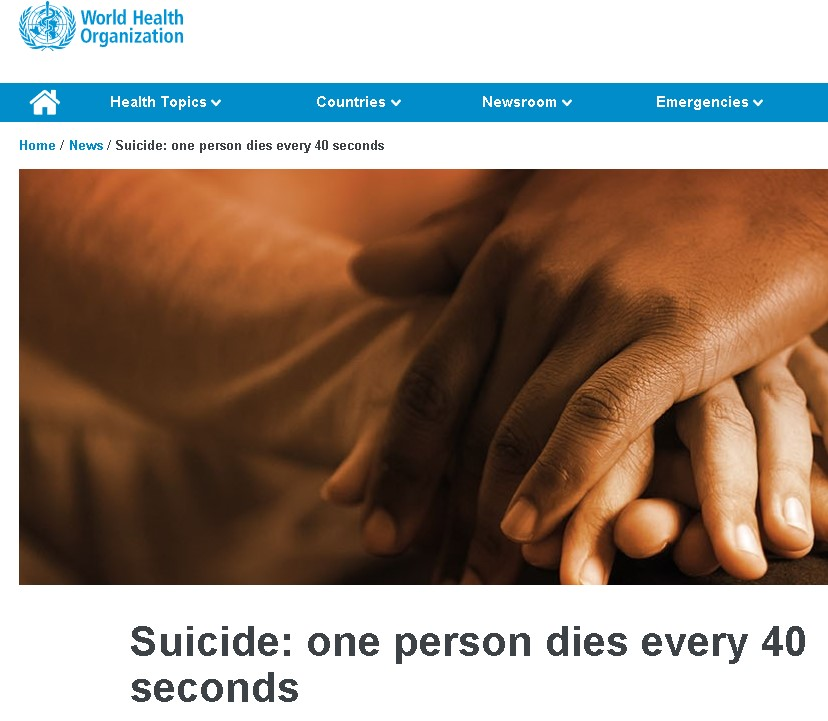 World Health
Organization
Health Topics Countries Newsroom Emergencies
Home / News / Suicide: one person dies every 40 seconds
Suicide: one person dies every 40
seconds